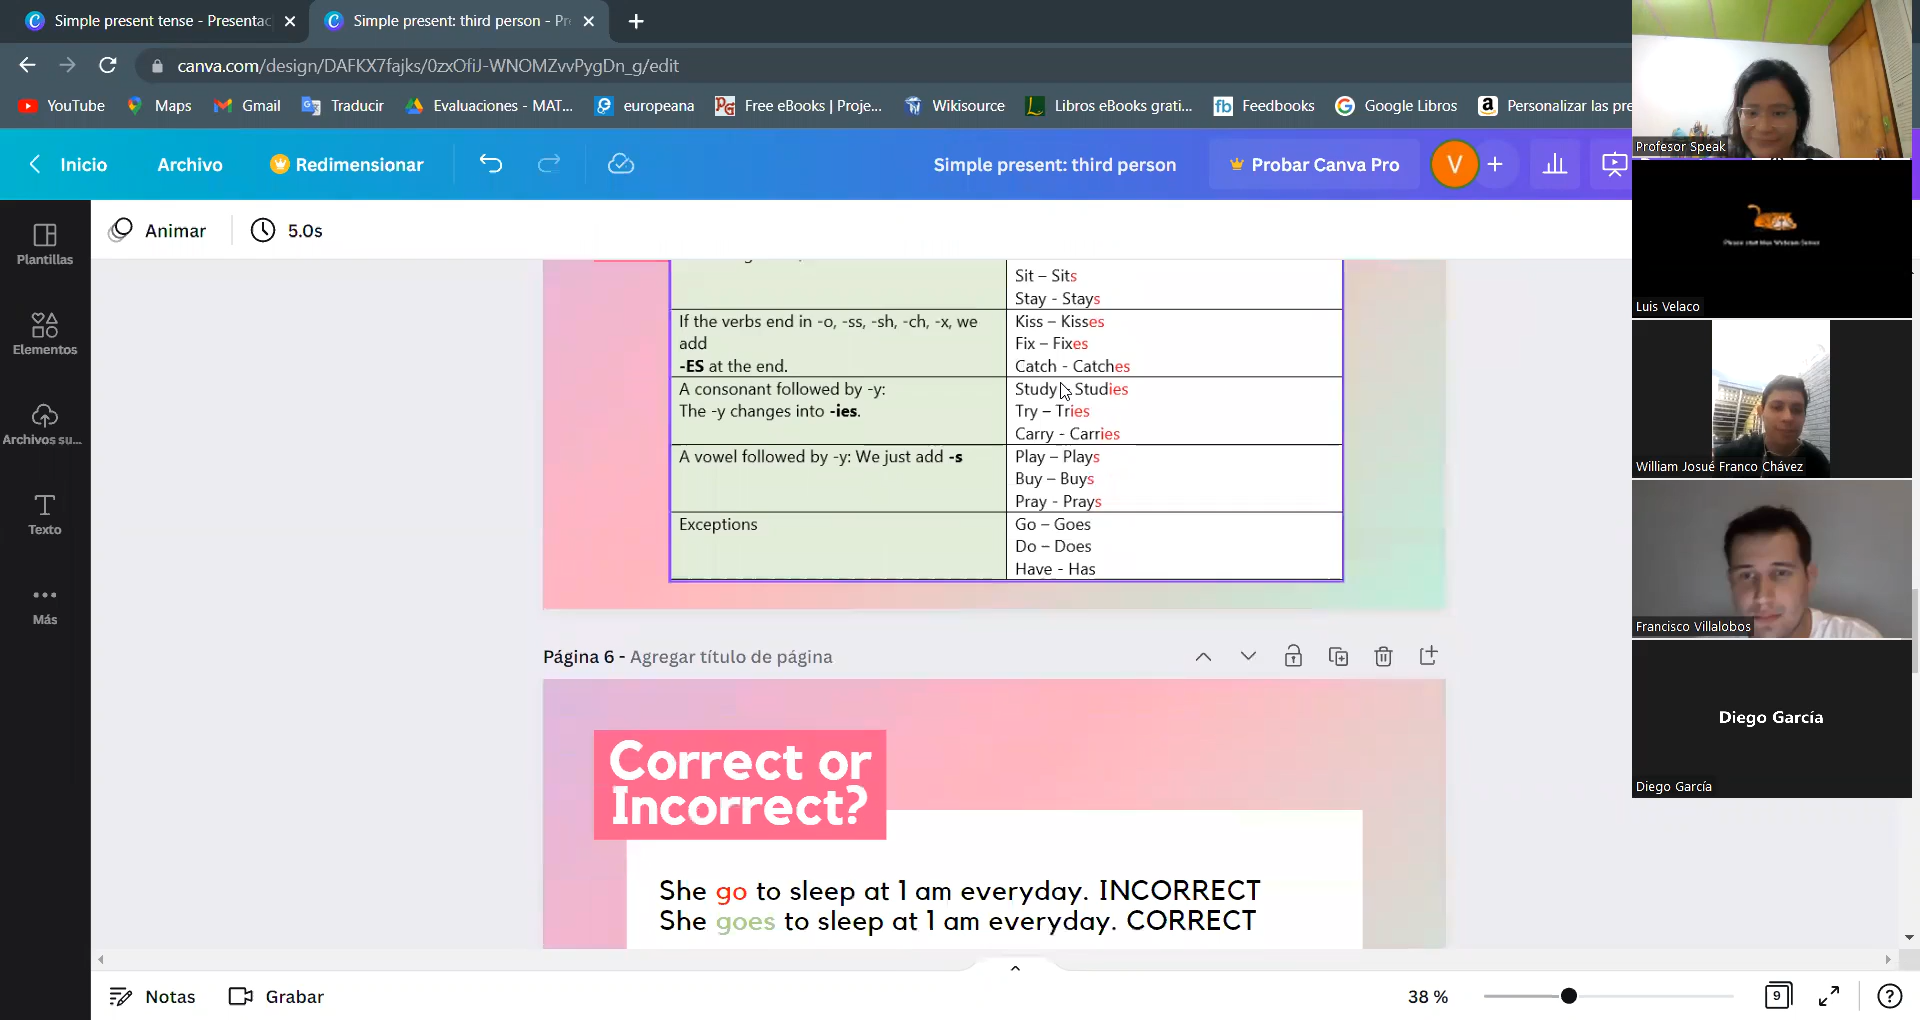 Simple present tense - Presentac
Simple present: third person - Pr
canva.com/design/DAFKX7fajks/0zxOfiJ-WNOMZvvPygDn_g/edit
YouTube
Maps
Gmail
Traducir
Evaluaciones - MAT...
europeana
Free eBooks | Proje...
Wikisource
Libros eBooks grati...
Feedbooks
Google Libros
Personalizar las pre
Inicio
Archivo
Redimensionar
Simple present: third person
Probar Canva Pro
V
Animar
5.0s
Plantillas
Elementos
Archivos su...
Texto
Más
Sit – Sits
Stay - Stays
If the verbs end in -o, -ss, -sh, -ch, -x, we
add
-ES at the end.
Kiss – Kisses
Fix – Fixes
Catch - Catches
A consonant followed by -y:
The -y changes into -ies.
Study - Studies
Try – Tries
Carry - Carries
A vowel followed by -y: We just add -s
Play – Plays
Buy – Buys
Pray - Prays
Exceptions
Go – Goes
Do – Does
Have - Has
Página 6 - Agregar título de página
Correct or
Incorrect?
She go to sleep at 1 am everyday. INCORRECT
She goes to sleep at 1 am everyday. CORRECT
Notas
Grabar
38 %
9
Profesor Speak
Luis Velaco
William Josué Franco Chávez
Francisco Villalobos
Diego García
Diego García